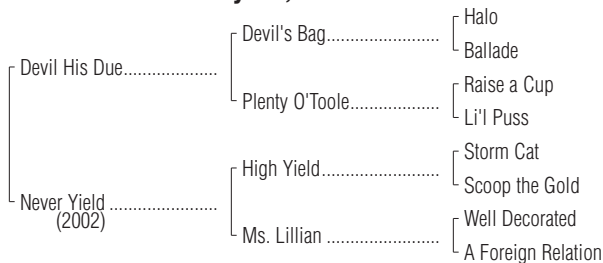 Halo
Devil's Bag.......................
Ballade
Devil His Due....................
Raise a Cup
Plenty O'Toole...................
Li'l Puss
Storm Cat
High Yield.........................
Scoop the Gold
Never Yield .......................
(2002)
Well Decorated
Ms. Lillian ........................
A Foreign Relation